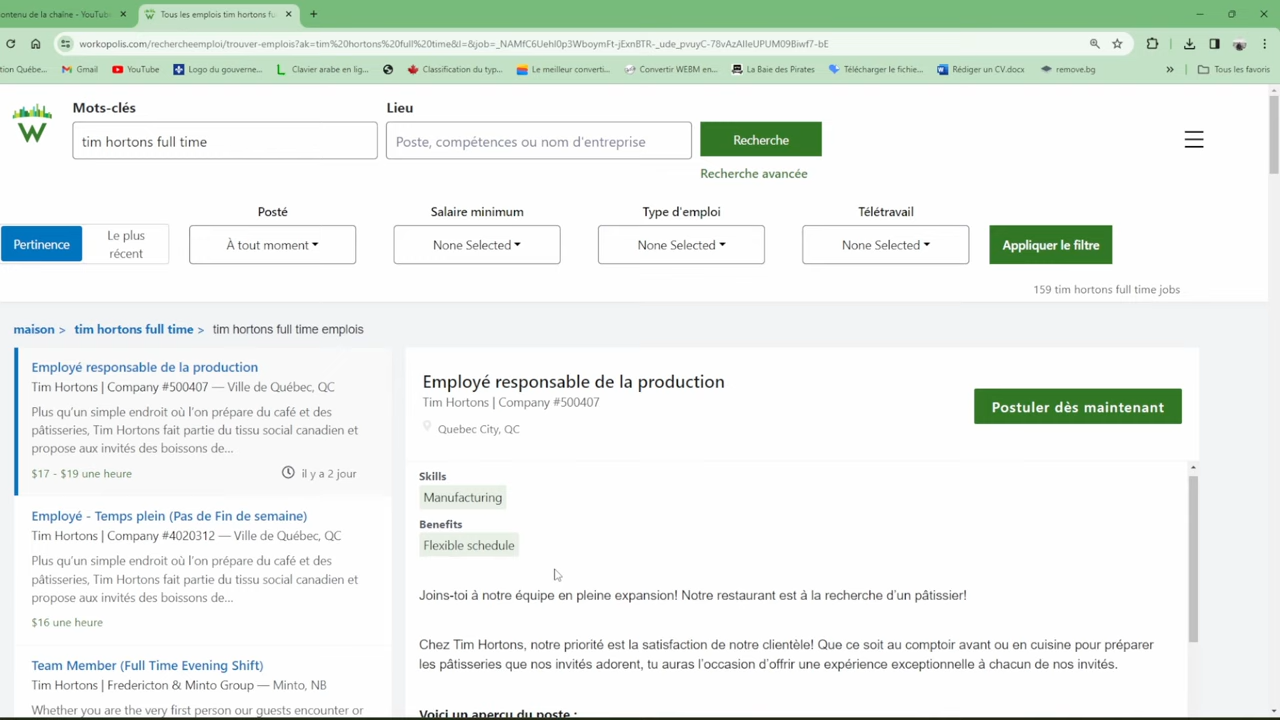 ontenu de la chaîne - YouTub
Tous les emplois tim hortons fu
workopolis.com/rechercheemploi/trouver-emplois?ak=tim%20hortons%20full%20time&l=&job=_NAMfC6Uehl0p3WboymFt-jExnBTR-_ude_pvuyC-78vAzAIleUPUM09Biwf7-bE
tion Québe...
Gmail
YouTube
Logo du gouverne...
Clavier arabe en lig...
Classification du typ...
Le meilleur converti...
Convertir WEBM en...
La Baie des Pirates
Télécharger le fichie...
Rédiger un CV.docx
remove.bg
»
Tous les favoris
Mots-clés
Lieu
W
tim hortons full time
Poste, compétences ou nom d'entreprise
Recherche
Recherche avancée
Posté
Salaire minimum
Type d'emploi
Télétravail
Pertinence
Le plus
récent
À tout moment
None Selected
None Selected
None Selected
Appliquer le filtre
159 tim hortons full time jobs
maison > tim hortons full time > tim hortons full time emplois
Employé responsable de la production
Tim Hortons | Company #500407 — Ville de Québec, QC
Plus qu'un simple endroit où l'on prépare du café et des
pâtisseries, Tim Hortons fait partie du tissu social canadien et
propose aux invités des boissons de...
$17 - $19 une heure
il y a 2 jour
Employé - Temps plein (Pas de Fin de semaine)
Tim Hortons | Company #4020312 — Ville de Québec, QC
Plus qu'un simple endroit où l'on prépare du café et des
pâtisseries, Tim Hortons fait partie du tissu social canadien et
propose aux invités des boissons de...
$16 une heure
Team Member (Full Time Evening Shift)
Tim Hortons | Fredericton & Minto Group — Minto, NB
Whether you are the very first person our guests encounter or
Employé responsable de la production
Tim Hortons | Company #500407
Quebec City, QC
Postuler dès maintenant
Skills
Manufacturing
Benefits
Flexible schedule
Joins-toi à notre équipe en pleine expansion! Notre restaurant est à la recherche d'un pâtissier!
Chez Tim Hortons, notre priorité est la satisfaction de notre clientèle! Que ce soit au comptoir avant ou en cuisine pour préparer
les pâtisseries que nos invités adorent, tu auras l'occasion d'offrir une expérience exceptionnelle à chacun de nos invités.
Voici un aperçu du poste :